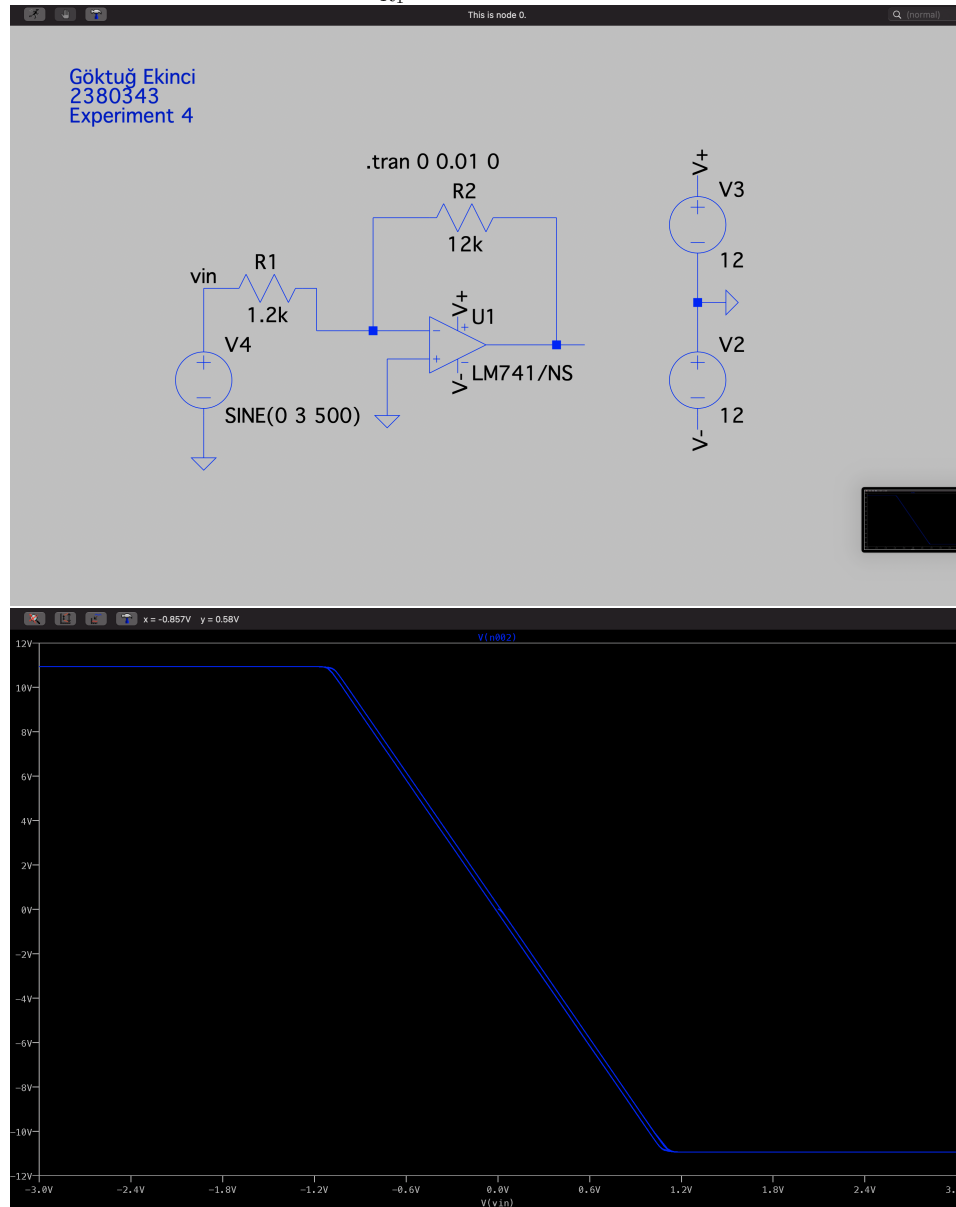 This is node 0.
(normal)
Göktuğ Ekinci
2380343
Experiment 4
.tran 0 0.01 0
R2
12k
vin
R1
1.2k
V+
U1
V4
LM741/NS
V-
SINE(0 3 500)
V+
V3
12
V2
12
V-
x = -0.857V y = 0.58V
V(n002)
12V
10V
8V
6V
4V
2V
0V
-2V
-4V
-6V
-8V
-10V
-12V
-3.0V -2.4V -1.8V -1.2V -0.6V 0.0V 0.6V 1.2V 1.8V 2.4V 3.
V(vin)